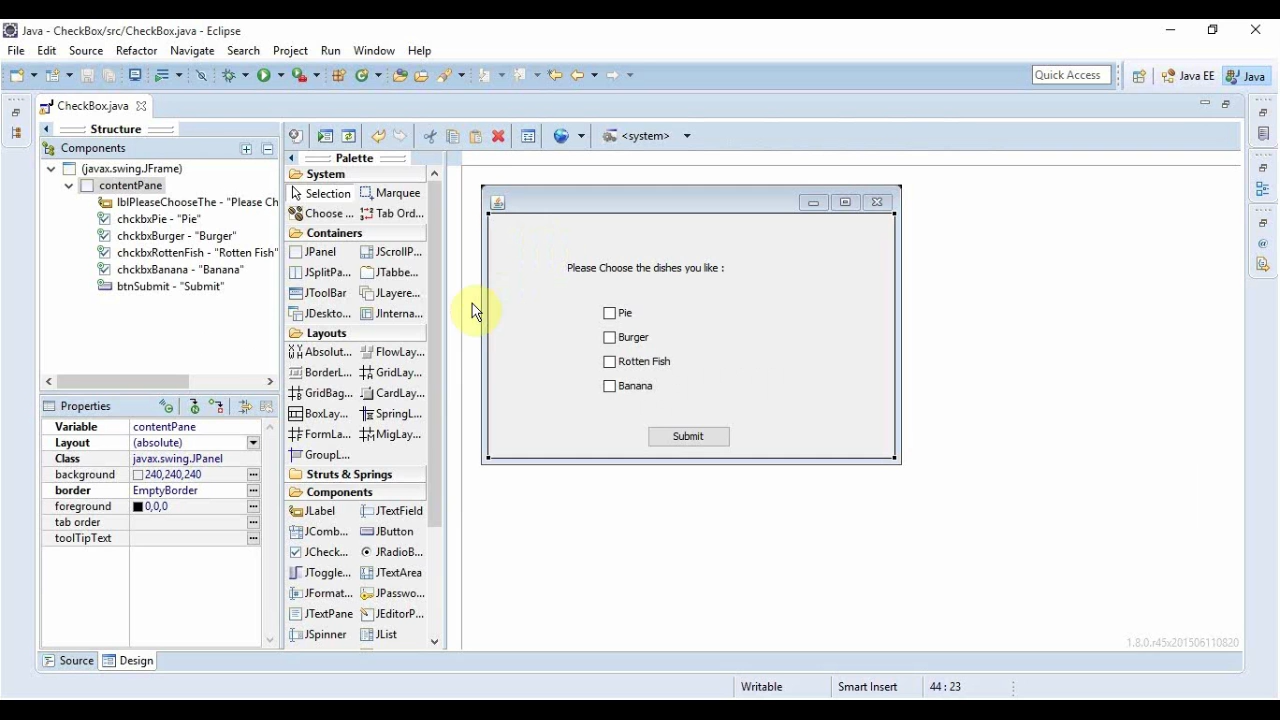 Java - CheckBox/src/CheckBox.java - Eclipse
File Edit Source Refactor Navigate Search Project Run Window Help
Quick Access Java EE Java
CheckBox.java
Structure
Components
(javax.swing.JFrame)
contentPane
lblPleaseChooseThe - "Please Ch
chckbxPie - "Pie"
chckbxBurger - "Burger"
chckbxRottenFish - "Rotten Fish"
chckbxBanana - "Banana"
btnSubmit - "Submit"
Properties
Variable contentPane
Layout (absolute)
Class javax.swing.JPanel
background 240,240,240
border EmptyBorder
foreground 0,0,0
tab order
toolTipText
<system>
Palette
System
Selection Marquee
Choose ... Tab Ord...
Containers
JPanel JScrollP...
JSplitPa... JTabbe...
JToolBar JLayere...
JDeskto... JInterna...
Layouts
Absolut... FlowLay...
BorderL... GridLay...
GridBag... CardLay...
BoxLay... SpringL...
FormLa... MigLay...
GroupL...
Struts & Springs
Components
JLabel JTextField
JComb... JButton
JCheck... JRadioB...
JToggle... JTextArea
JFormat... JPasswo...
JTextPane JEditorP...
JSpinner JList
Please Choose the dishes you like :
Pie
Burger
Rotten Fish
Banana
Submit
1.8.0.r45x201506110820
Source Design
Writable Smart Insert 44 : 23